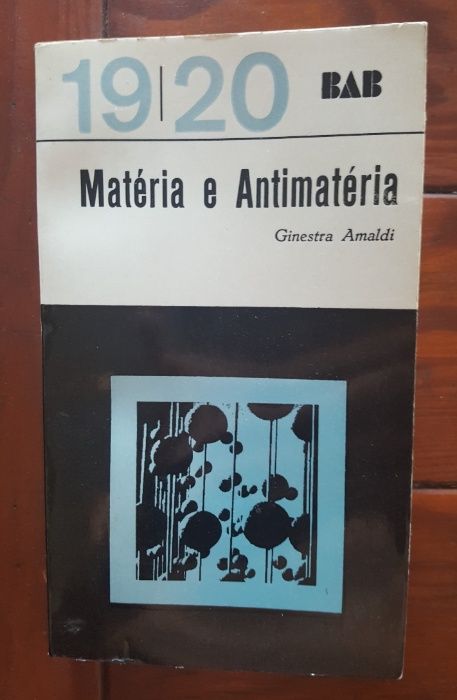 19|20 BAB
Matéria e Antimatéria
Ginestra Amaldi